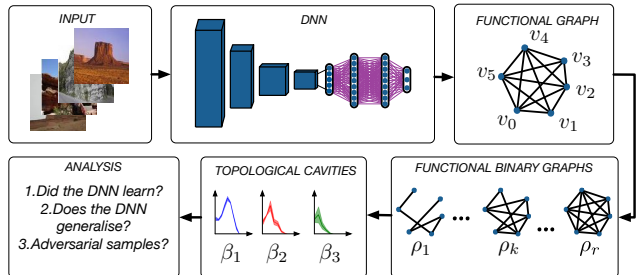 INPUT
DNN
FUNCTIONAL GRAPH
v₄
v₃
v₅
v₂
v₀
v₁
ANALYSIS
1.Did the DNN learn?
2.Does the DNN
generalise?
3.Adversarial samples?
TOPOLOGICAL CAVITIES
β₁ β₂ β₃
FUNCTIONAL BINARY GRAPHS
... ...
ρ₁ ρₖ ρᵣ